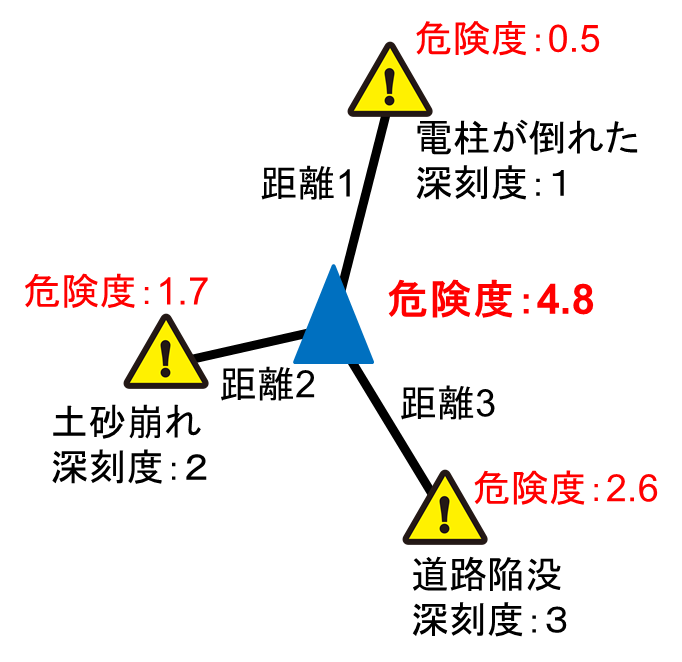 危険度：0.5
電柱が倒れた
深刻度：１
距離1
危険度：1.7
危険度：4.8
土砂崩れ
深刻度：２
距離2
距離3
危険度：2.6
道路陥没
深刻度：３